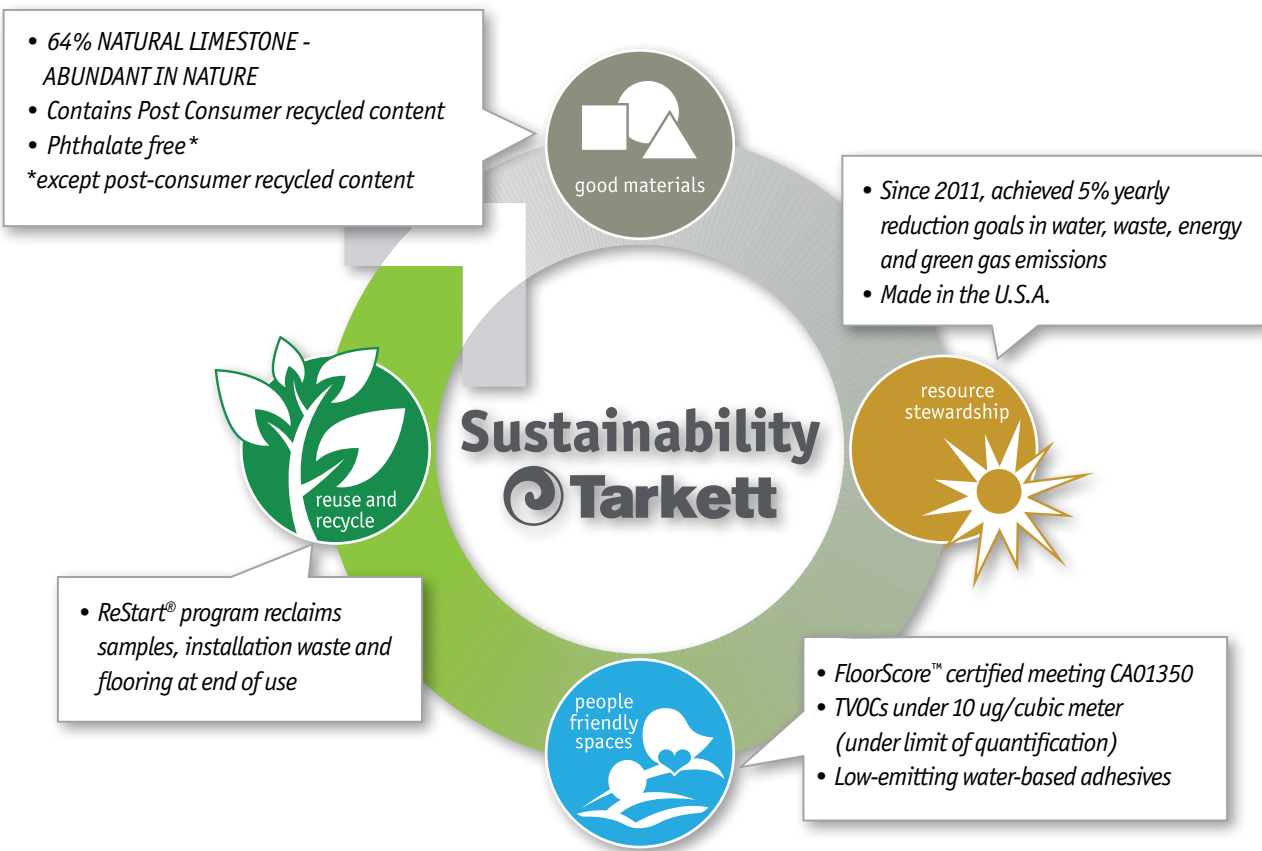 • 64% NATURAL LIMESTONE -
ABUNDANT IN NATURE
• Contains Post Consumer recycled content
• Phthalate free*
*except post-consumer recycled content
good materials
• Since 2011, achieved 5% yearly
reduction goals in water, waste, energy
and green gas emissions
• Made in the U.S.A.
resource
stewardship
Sustainability
Tarkett
reuse and
recycle
• ReStart® program reclaims
samples, installation waste and
flooring at end of use
people
friendly
spaces
• FloorScore™ certified meeting CA01350
• TVOCs under 10 ug/cubic meter
(under limit of quantification)
• Low-emitting water-based adhesives